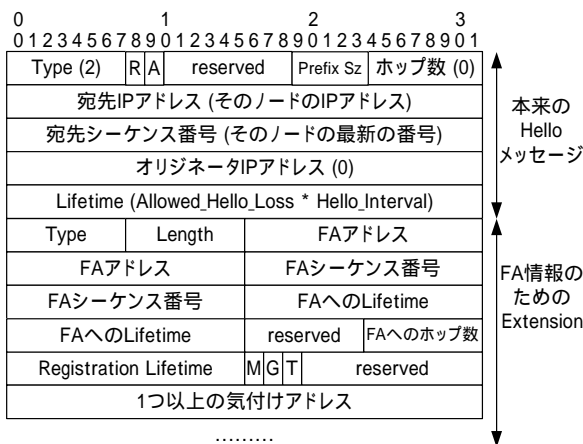 0 1 2 3
0 1 2 3 4 5 6 7 8 9 0 1 2 3 4 5 6 7 8 9 0 1 2 3 4 5 6 7 8 9 0 1
Type (2) R A reserved Prefix Sz ホップ数 (0)
宛先IPアドレス (そのノードのIPアドレス)
宛先シーケンス番号 (そのノードの最新の番号)
オリジネータIPアドレス (0)
Lifetime (Allowed_Hello_Loss * Hello_Interval)
本来の
Hello
メッセージ
Type Length FAアドレス
FAアドレス FAシーケンス番号
FAシーケンス番号 FAへのLifetime
FAへのLifetime reserved FAへのホップ数
Registration Lifetime M G T reserved
1つ以上の気付けアドレス
………
FA情報の
ための
Extension